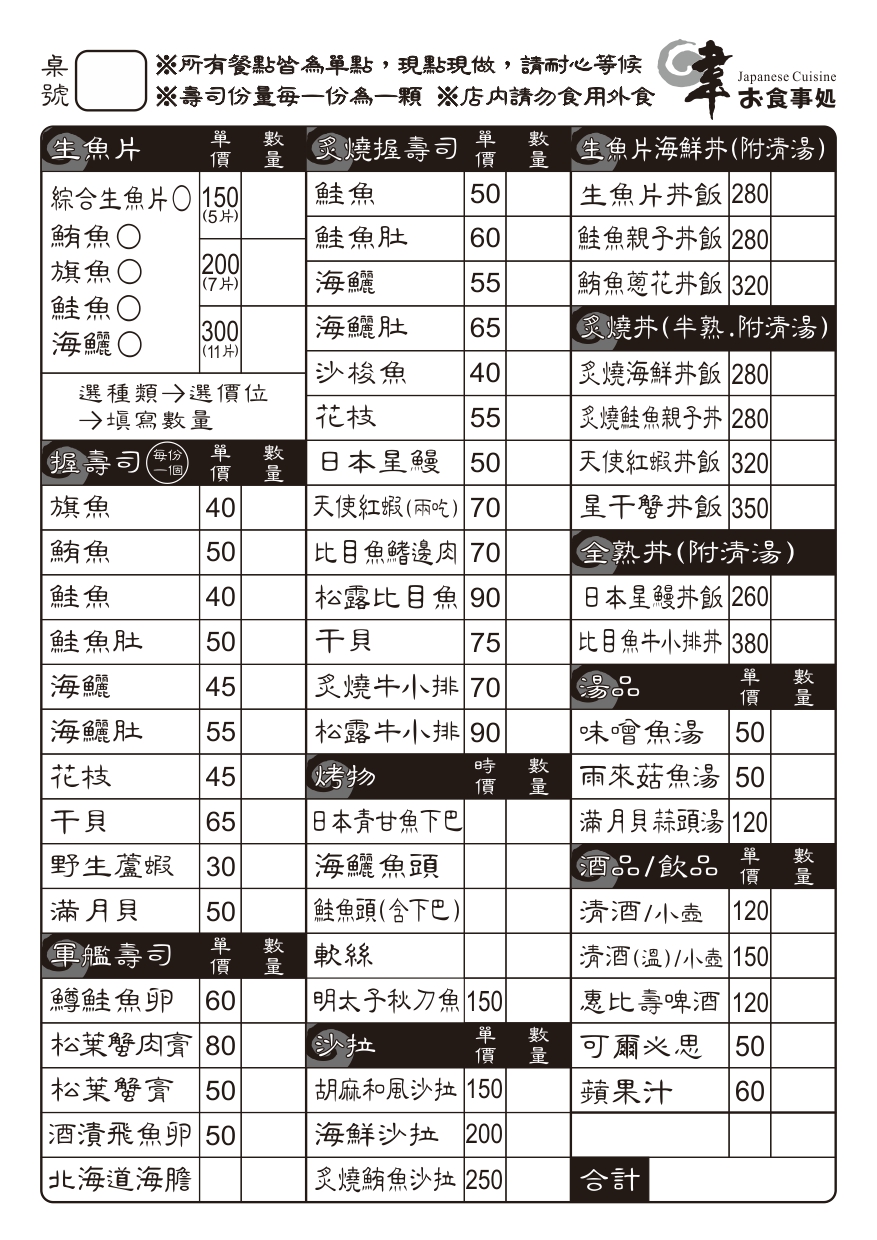 桌號
※所有餐點皆為單點，現點現做，請耐心等候
※壽司份量每一份為一顆 ※店內請勿食用外食
韋
Japanese Cuisine
お食事処
生魚片 單價 數量
綜合生魚片○ 150 (5片)
鮪魚○
旗魚○ 200 (7片)
鮭魚○
海鱺○ 300 (11片)
選種類→選價位
→填寫數量
握壽司 每份一個 單價 數量
旗魚 40
鮪魚 50
鮭魚 40
鮭魚肚 50
海鱺 45
海鱺肚 55
花枝 45
干貝 65
野生蘆蝦 30
滿月貝 50
軍艦壽司 單價 數量
鱒鮭魚卵 60
松葉蟹肉膏 80
松葉蟹膏 50
酒漬飛魚卵 50
北海道海膽
炙燒握壽司 單價 數量
鮭魚 50
鮭魚肚 60
海鱺 55
海鱺肚 65
沙梭魚 40
花枝 55
日本星鰻 50
天使紅蝦(兩吃) 70
比目魚鰭邊肉 70
松露比目魚 90
干貝 75
炙燒牛小排 70
松露牛小排 90
烤物 時價 數量
日本青甘魚下巴
海鱺魚頭
鮭魚頭(含下巴)
軟絲
明太子秋刀魚 150
沙拉 單價 數量
胡麻和風沙拉 150
海鮮沙拉 200
炙燒鮪魚沙拉 250
生魚片海鮮丼(附清湯)
生魚片丼飯 280
鮭魚親子丼飯 280
鮪魚蔥花丼飯 320
炙燒丼(半熟.附清湯)
炙燒海鮮丼飯 280
炙燒鮭魚親子丼 280
天使紅蝦丼飯 320
星干蟹丼飯 350
全熟丼(附清湯)
日本星鰻丼飯 260
比目魚牛小排丼 380
湯品 單價 數量
味噌魚湯 50
雨來菇魚湯 50
滿月貝蒜頭湯 120
酒品/飲品 單價 數量
清酒/小壺 120
清酒(溫)/小壺 150
惠比壽啤酒 120
可爾必思 50
蘋果汁 60
合計